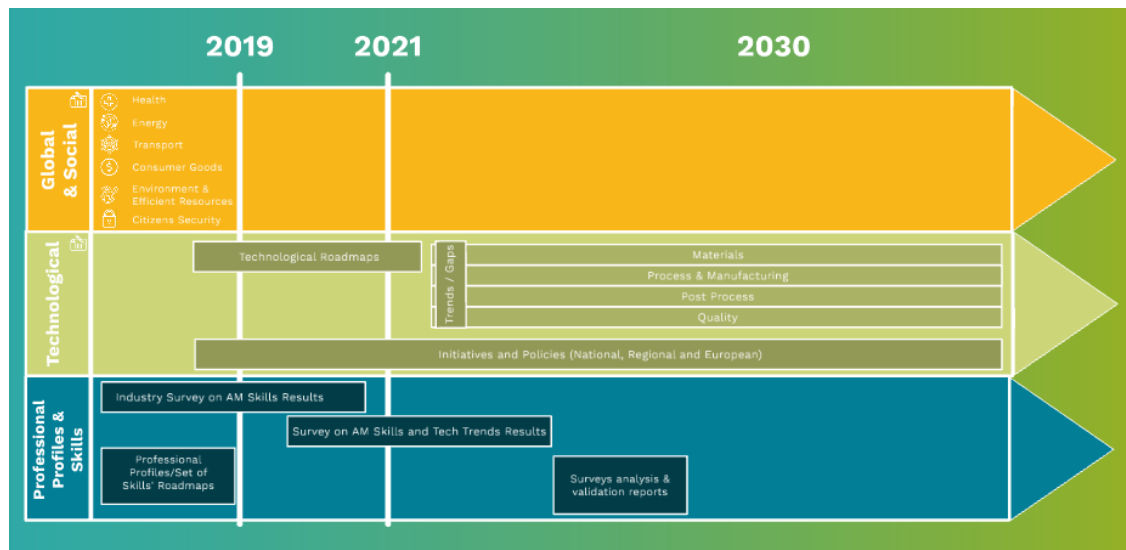 2019
2021
2030
Global
& Social
Health
Energy
Transport
Consumer Goods
Environment &
Efficient Resources
Citizens Security
Technological
Technological Roadmaps
Trends / Gaps
Materials
Process & Manufacturing
Post Process
Quality
Initiatives and Policies (National, Regional and European)
Professional
Profiles &
Skills
Industry Survey on AM Skills Results
Survey on AM Skills and Tech Trends Results
Professional
Profiles/Set of
Skills' Roadmaps
Surveys analysis &
validation reports